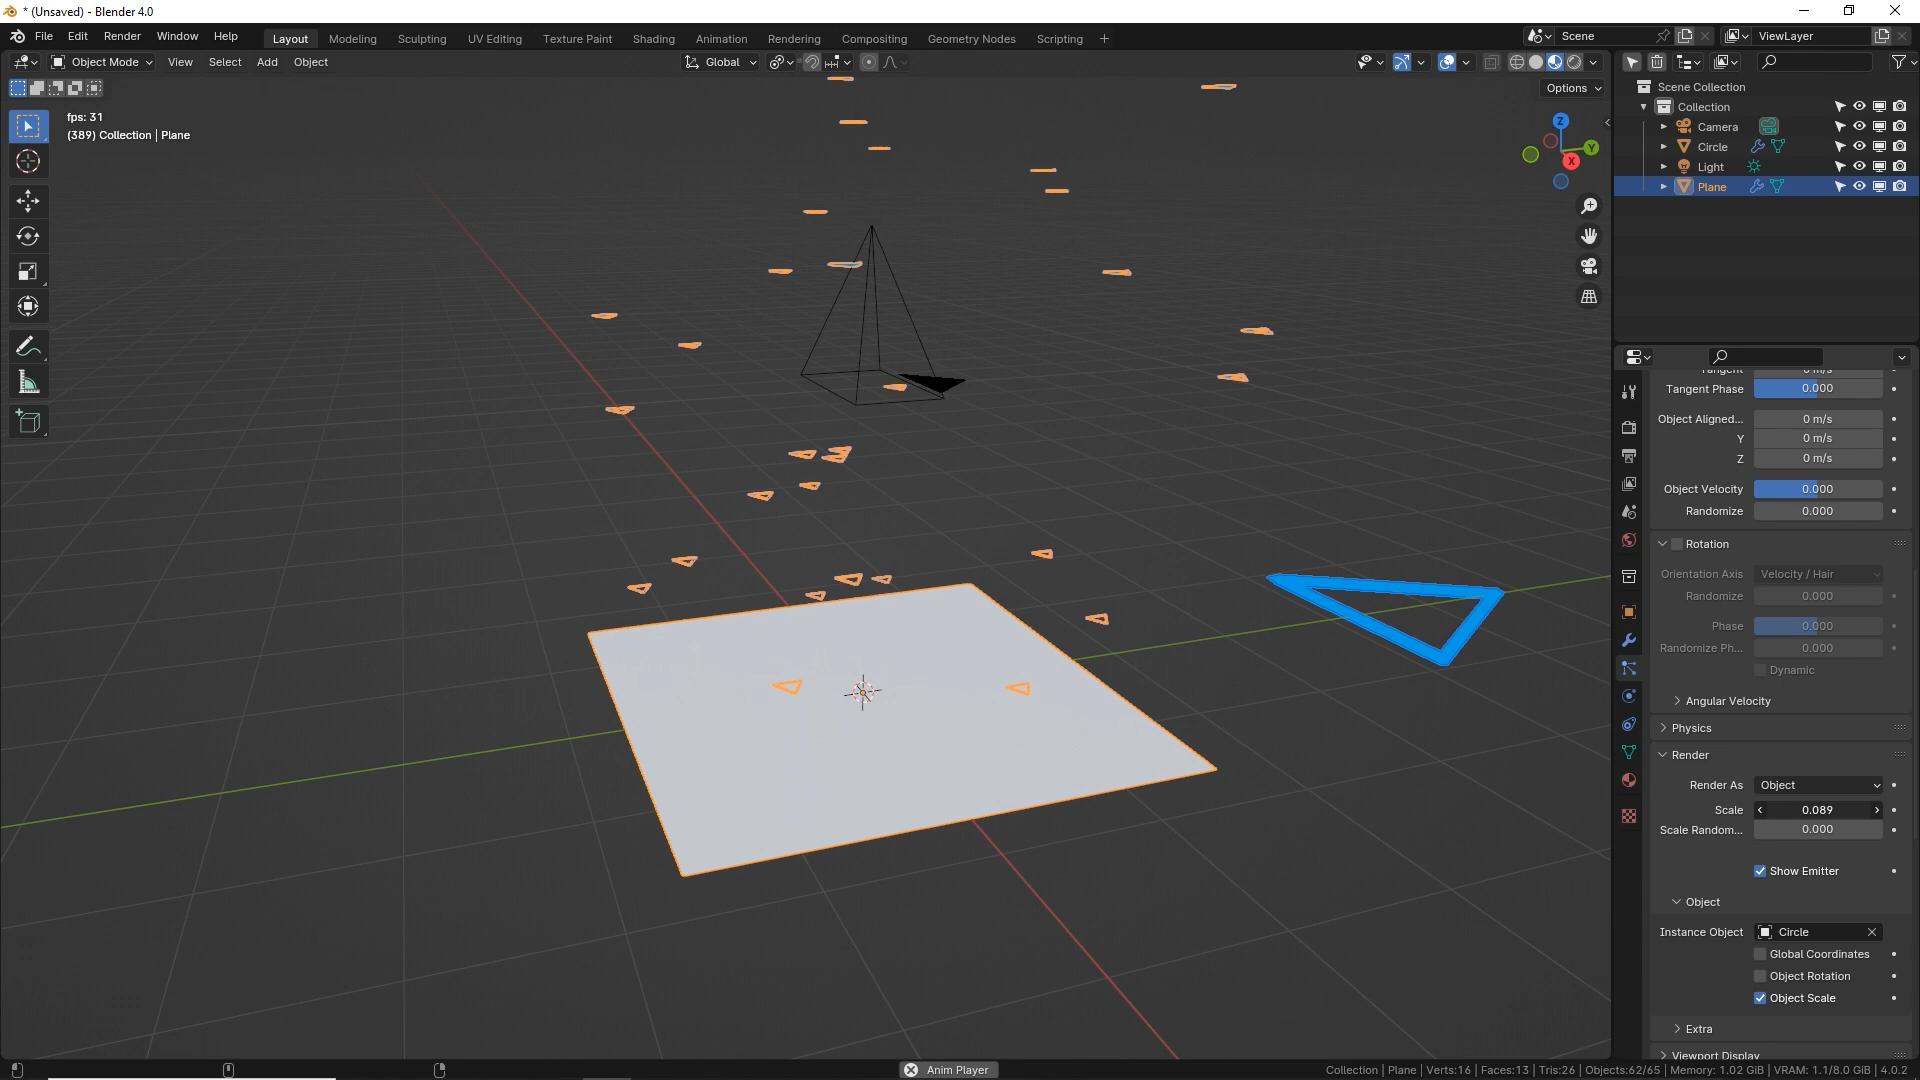 * (Unsaved) - Blender 4.0
File Edit Render Window Help
Layout Modeling Sculpting UV Editing Texture Paint Shading Animation Rendering Compositing Geometry Nodes Scripting +
Scene
ViewLayer
Object Mode View Select Add Object
Global
Options
fps: 31
(389) Collection | Plane
Z
Y
X
Scene Collection
Collection
Camera
Circle
Light
Plane
Tangent 0 m/s
Tangent Phase 0.000
Object Aligned... 0 m/s
Y 0 m/s
Z 0 m/s
Object Velocity 0.000
Randomize 0.000
Rotation
Orientation Axis Velocity / Hair
Randomize 0.000
Phase 0.000
Randomize Ph... 0.000
Dynamic
Angular Velocity
Physics
Render
Render As Object
Scale 0.089
Scale Random... 0.000
Show Emitter
Object
Instance Object Circle
Global Coordinates
Object Rotation
Object Scale
Extra
Viewport Display
Anim Player
Collection | Plane | Verts:16 | Faces:13 | Tris:26 | Objects:62/65 | Memory: 1.02 GiB | VRAM: 1.1/8.0 GiB | 4.0.2